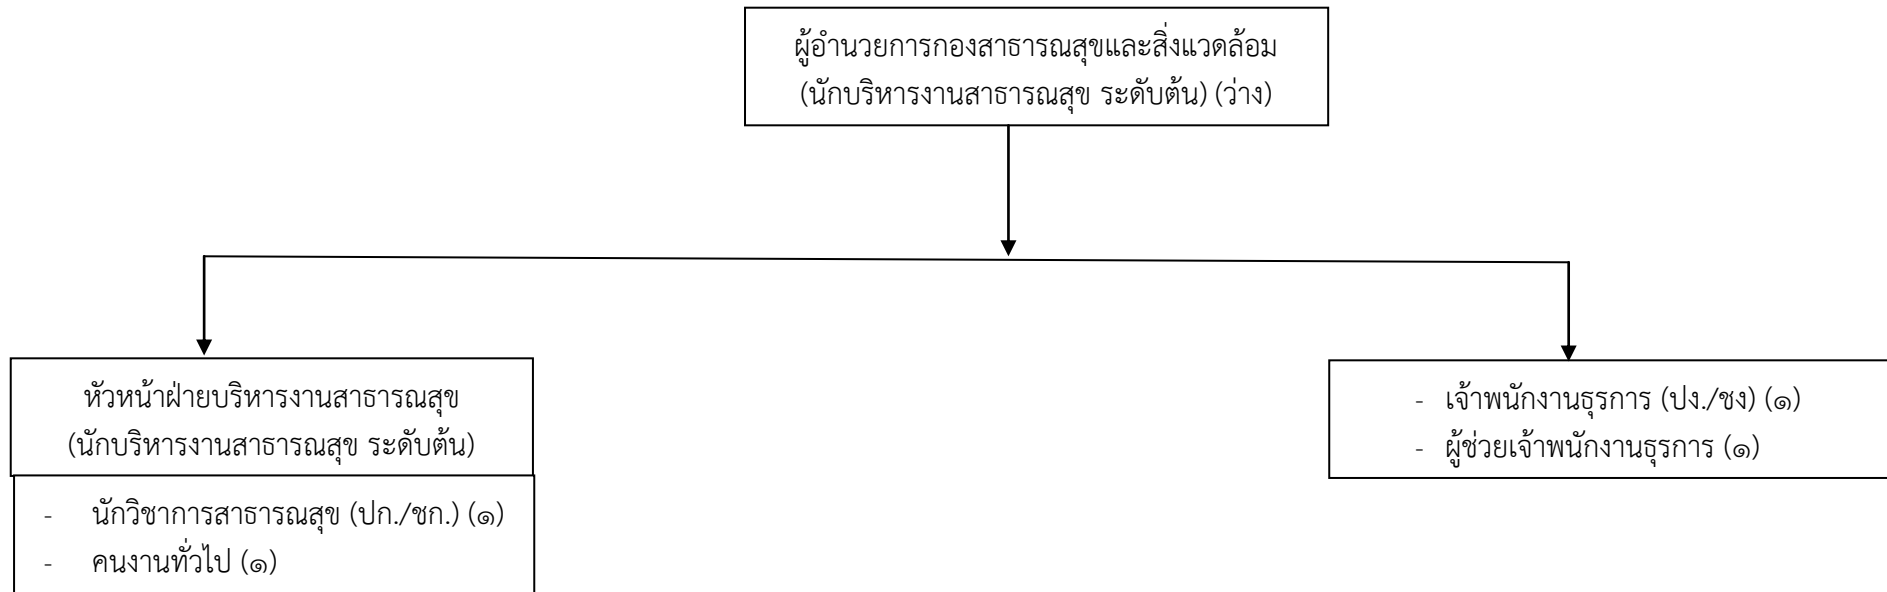 ผู้อำนวยการกองสาธารณสุขและสิ่งแวดล้อม
(นักบริหารงานสาธารณสุข ระดับต้น) (ว่าง)
หัวหน้าฝ่ายบริหารงานสาธารณสุข
(นักบริหารงานสาธารณสุข ระดับต้น)
- นักวิชาการสาธารณสุข (ปก./ชก.) (๑)
- คนงานทั่วไป (๑)
- เจ้าพนักงานธุรการ (ปง./ชง) (๑)
- ผู้ช่วยเจ้าพนักงานธุรการ (๑)